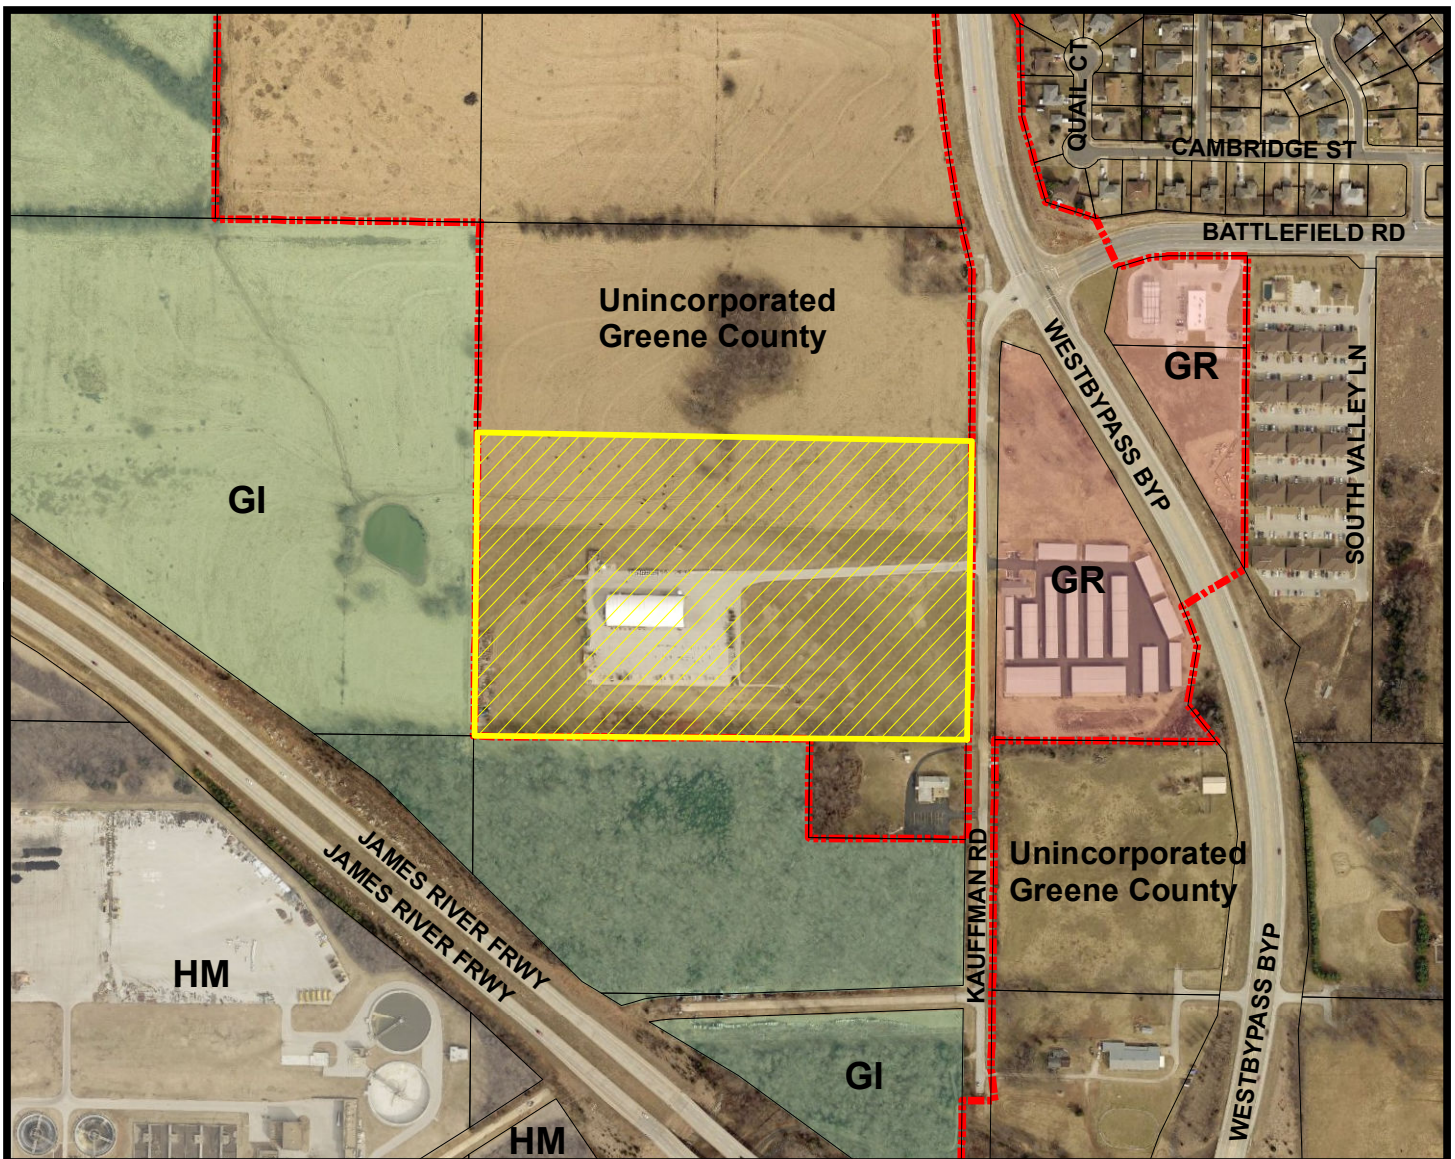 QUAIL CT
CAMBRIDGE ST
BATTLEFIELD RD
Unincorporated
Greene County
WESTBYPASS BYP
GR
SOUTH VALLEY LN
GI
GR
JAMES RIVER FRWY
JAMES RIVER FRWY
KAUFFMAN RD
Unincorporated
Greene County
HM
WESTBYPASS BYP
GI
HM